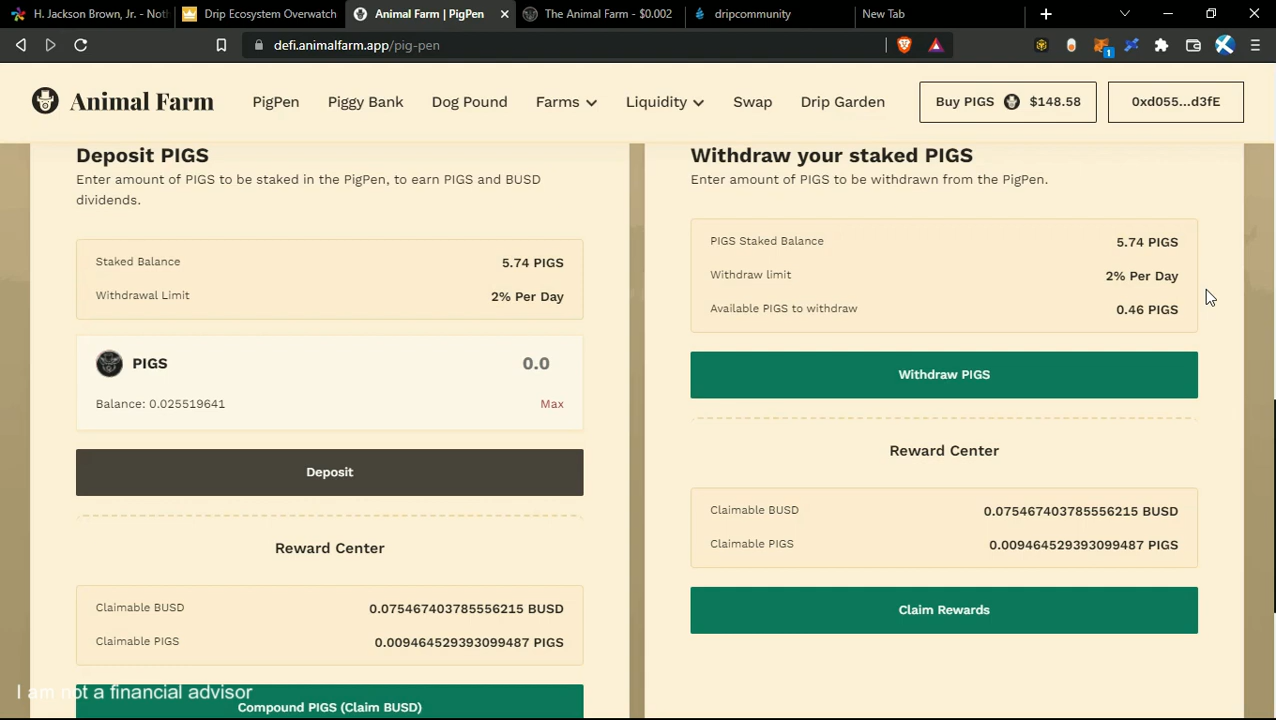 H. Jackson Brown, Jr. - Noth
Drip Ecosystem Overwatch
Animal Farm | PigPen
The Animal Farm - $0.002
dripcommunity
New Tab
defi.animalfarm.app/pig-pen
1
Animal Farm
PigPen
Piggy Bank
Dog Pound
Farms
Liquidity
Swap
Drip Garden
Buy PIGS $148.58
0xd055...d3fE
Deposit PIGS
Enter amount of PIGS to be staked in the PigPen, to earn PIGS and BUSD
dividends.
Staked Balance 5.74 PIGS
Withdrawal Limit 2% Per Day
PIGS 0.0
Balance: 0.025519641 Max
Deposit
Reward Center
Claimable BUSD 0.075467403785556215 BUSD
Claimable PIGS 0.009464529393099487 PIGS
Compound PIGS (Claim BUSD)
Withdraw your staked PIGS
Enter amount of PIGS to be withdrawn from the PigPen.
PIGS Staked Balance 5.74 PIGS
Withdraw limit 2% Per Day
Available PIGS to withdraw 0.46 PIGS
Withdraw PIGS
Reward Center
Claimable BUSD 0.075467403785556215 BUSD
Claimable PIGS 0.009464529393099487 PIGS
Claim Rewards
I am not a financial advisor